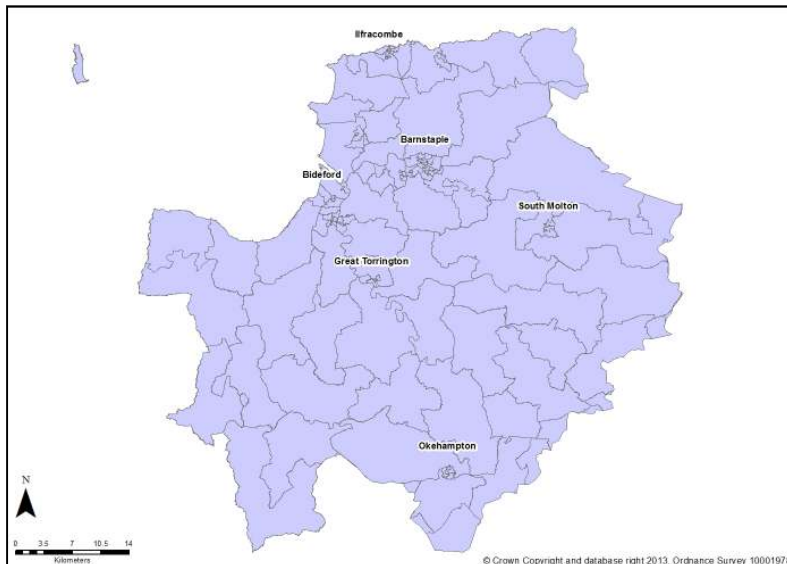 Ilfracombe
Barnstaple
Bideford
South Molton
Great Torrington
Okehampton
N
0 3.5 7 10.5 14
Kilometers
© Crown Copyright and database right 2013. Ordnance Survey 10001978